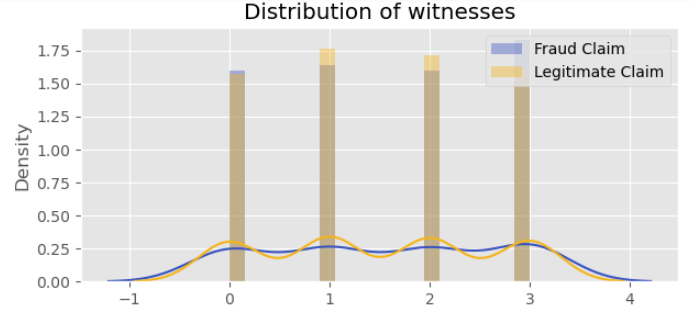 Distribution of witnesses
Fraud Claim
Legitimate Claim
Density
1.75
1.50
1.25
1.00
0.75
0.50
0.25
0.00
−1 0 1 2 3 4